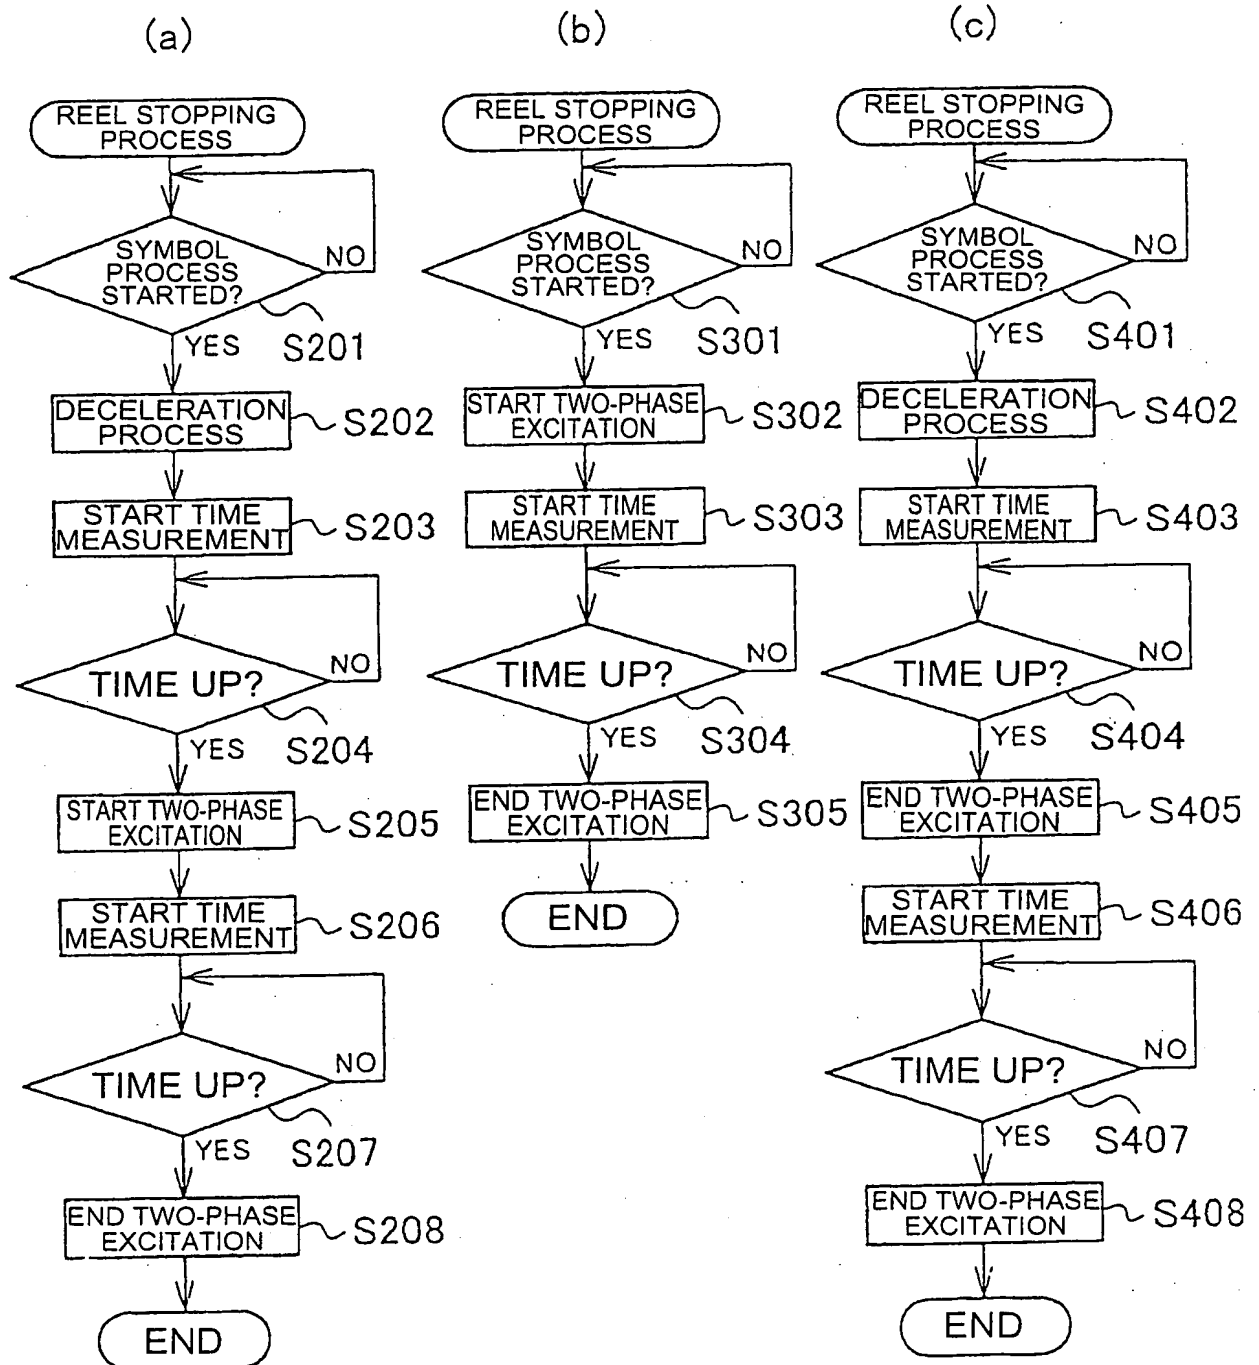 (a)
REEL STOPPING
PROCESS
SYMBOL
PROCESS
STARTED?
NO
S201
YES
DECELERATION
PROCESS
S202
START TIME
MEASUREMENT
S203
TIME UP?
NO
S204
YES
START TWO-PHASE
EXCITATION
S205
START TIME
MEASUREMENT
S206
TIME UP?
NO
S207
YES
END TWO-PHASE
EXCITATION
S208
END
(b)
REEL STOPPING
PROCESS
SYMBOL
PROCESS
STARTED?
NO
S301
YES
START TWO-PHASE
EXCITATION
S302
START TIME
MEASUREMENT
S303
TIME UP?
NO
S304
YES
END TWO-PHASE
EXCITATION
S305
END
(c)
REEL STOPPING
PROCESS
SYMBOL
PROCESS
STARTED?
NO
S401
YES
DECELERATION
PROCESS
S402
START TIME
MEASUREMENT
S403
TIME UP?
NO
S404
YES
END TWO-PHASE
EXCITATION
S405
START TIME
MEASUREMENT
S406
TIME UP?
NO
S407
YES
END TWO-PHASE
EXCITATION
S408
END